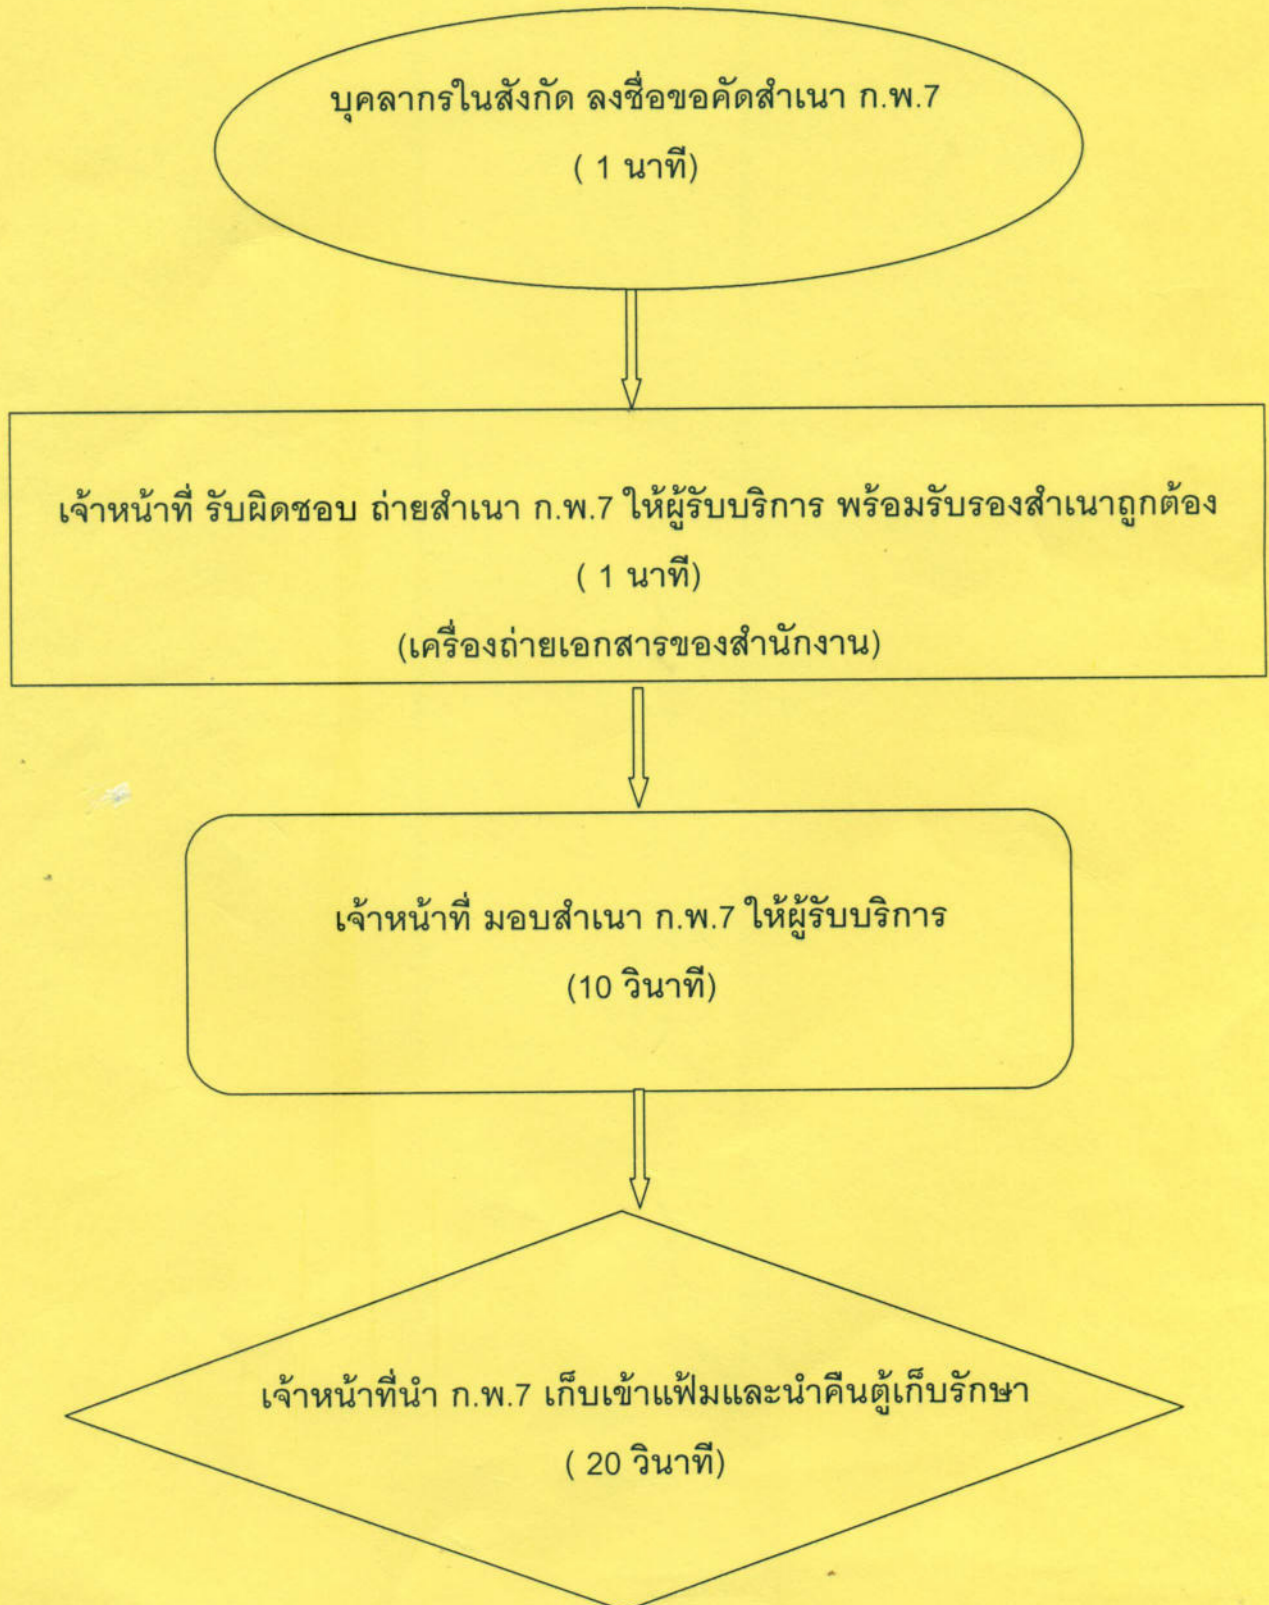 บุคลากรในสังกัด ลงชื่อขอคัดสำเนา ก.พ.7
( 1 นาที)
เจ้าหน้าที่ รับผิดชอบ ถ่ายสำเนา ก.พ.7 ให้ผู้รับบริการ พร้อมรับรองสำเนาถูกต้อง
( 1 นาที)
(เครื่องถ่ายเอกสารของสำนักงาน)
เจ้าหน้าที่ มอบสำเนา ก.พ.7 ให้ผู้รับบริการ
(10 วินาที)
เจ้าหน้าที่นำ ก.พ.7 เก็บเข้าแฟ้มและนำคืนตู้เก็บรักษา
( 20 วินาที)